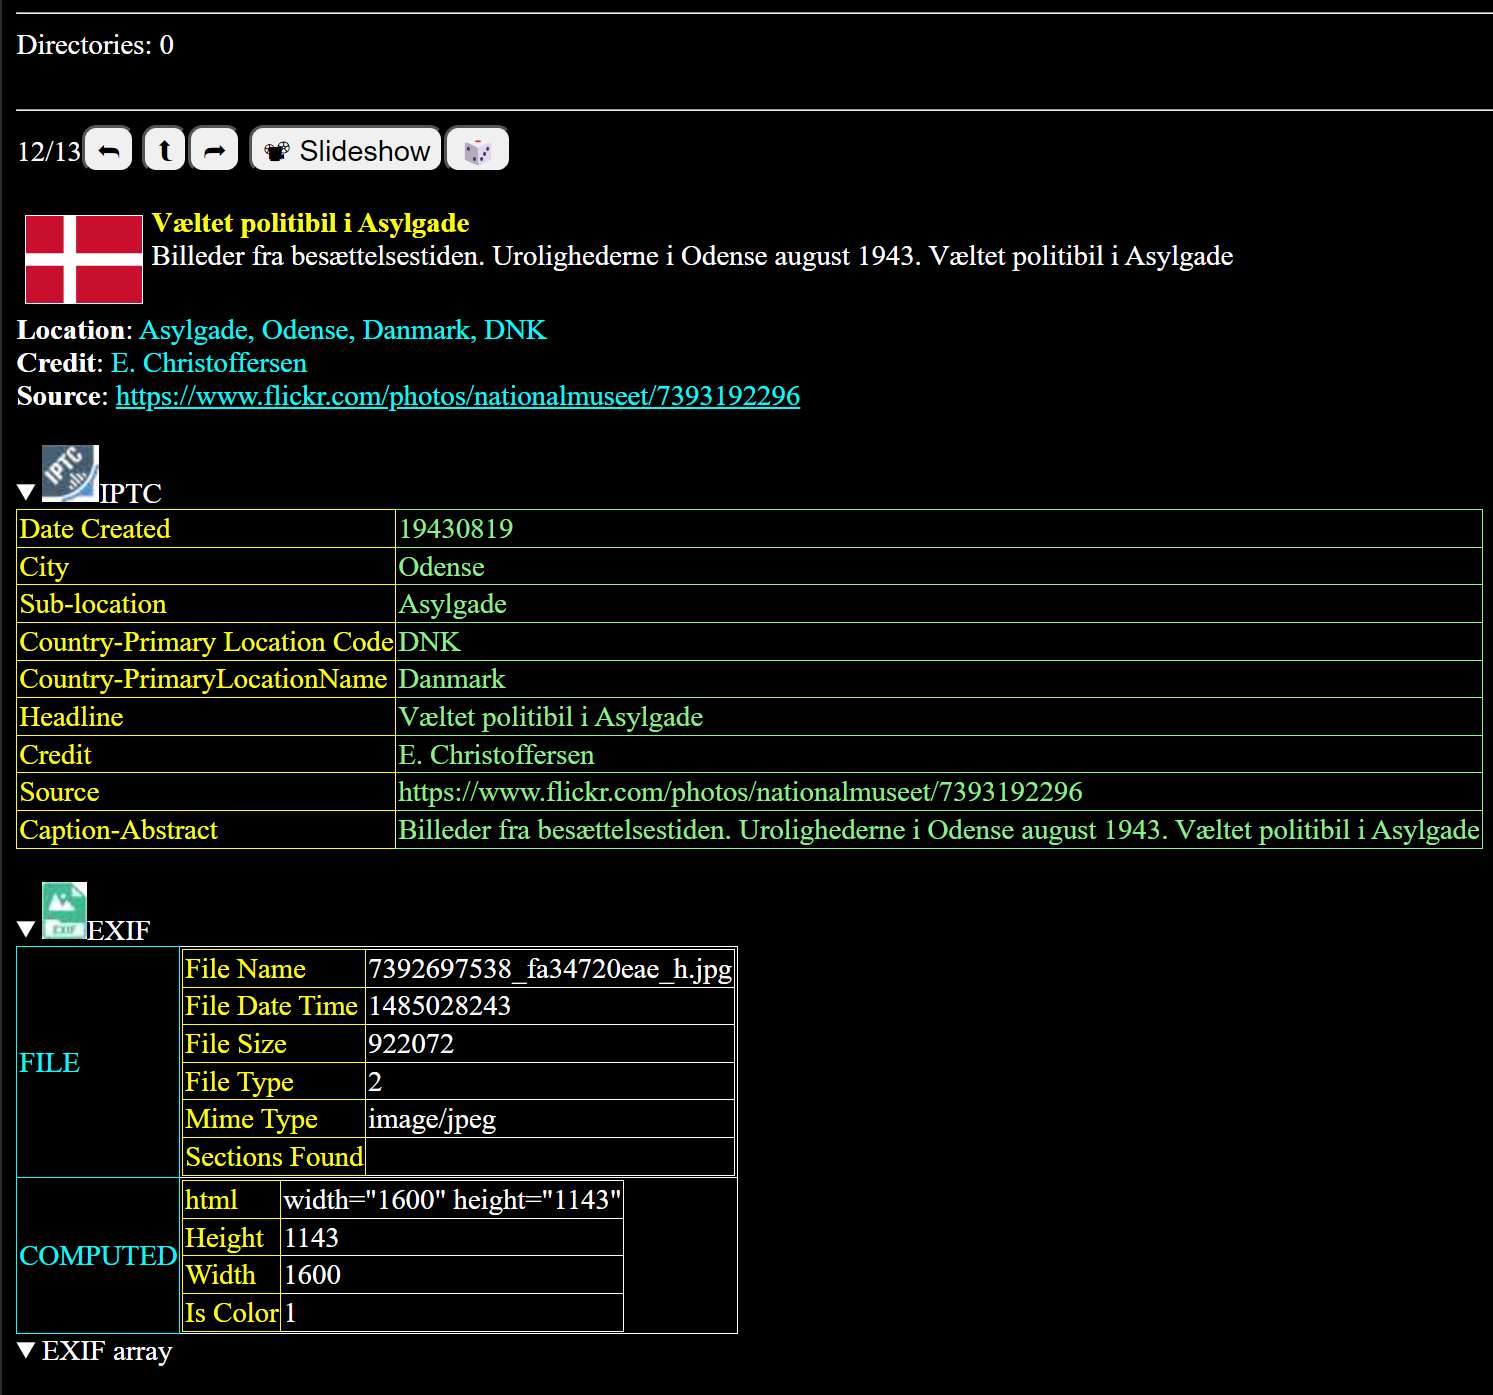 Directories: 0
12/13 Slideshow
Væltet politibil i Asylgade
Billeder fra besættelsestiden. Urolighederne i Odense august 1943. Væltet politibil i Asylgade
Location: Asylgade, Odense, Danmark, DNK
Credit: E. Christoffersen
Source: https://www.flickr.com/photos/nationalmuseet/7393192296
IPTC IPTC
Date Created 19430819
City Odense
Sub-location Asylgade
Country-Primary Location Code DNK
Country-PrimaryLocationName Danmark
Headline Væltet politibil i Asylgade
Credit E. Christoffersen
Source https://www.flickr.com/photos/nationalmuseet/7393192296
Caption-Abstract Billeder fra besættelsestiden. Urolighederne i Odense august 1943. Væltet politibil i Asylgade
EXIF EXIF
FILE
File Name 7392697538_fa34720eae_h.jpg
File Date Time 1485028243
File Size 922072
File Type 2
Mime Type image/jpeg
Sections Found
COMPUTED
html width="1600" height="1143"
Height 1143
Width 1600
Is Color 1
EXIF array